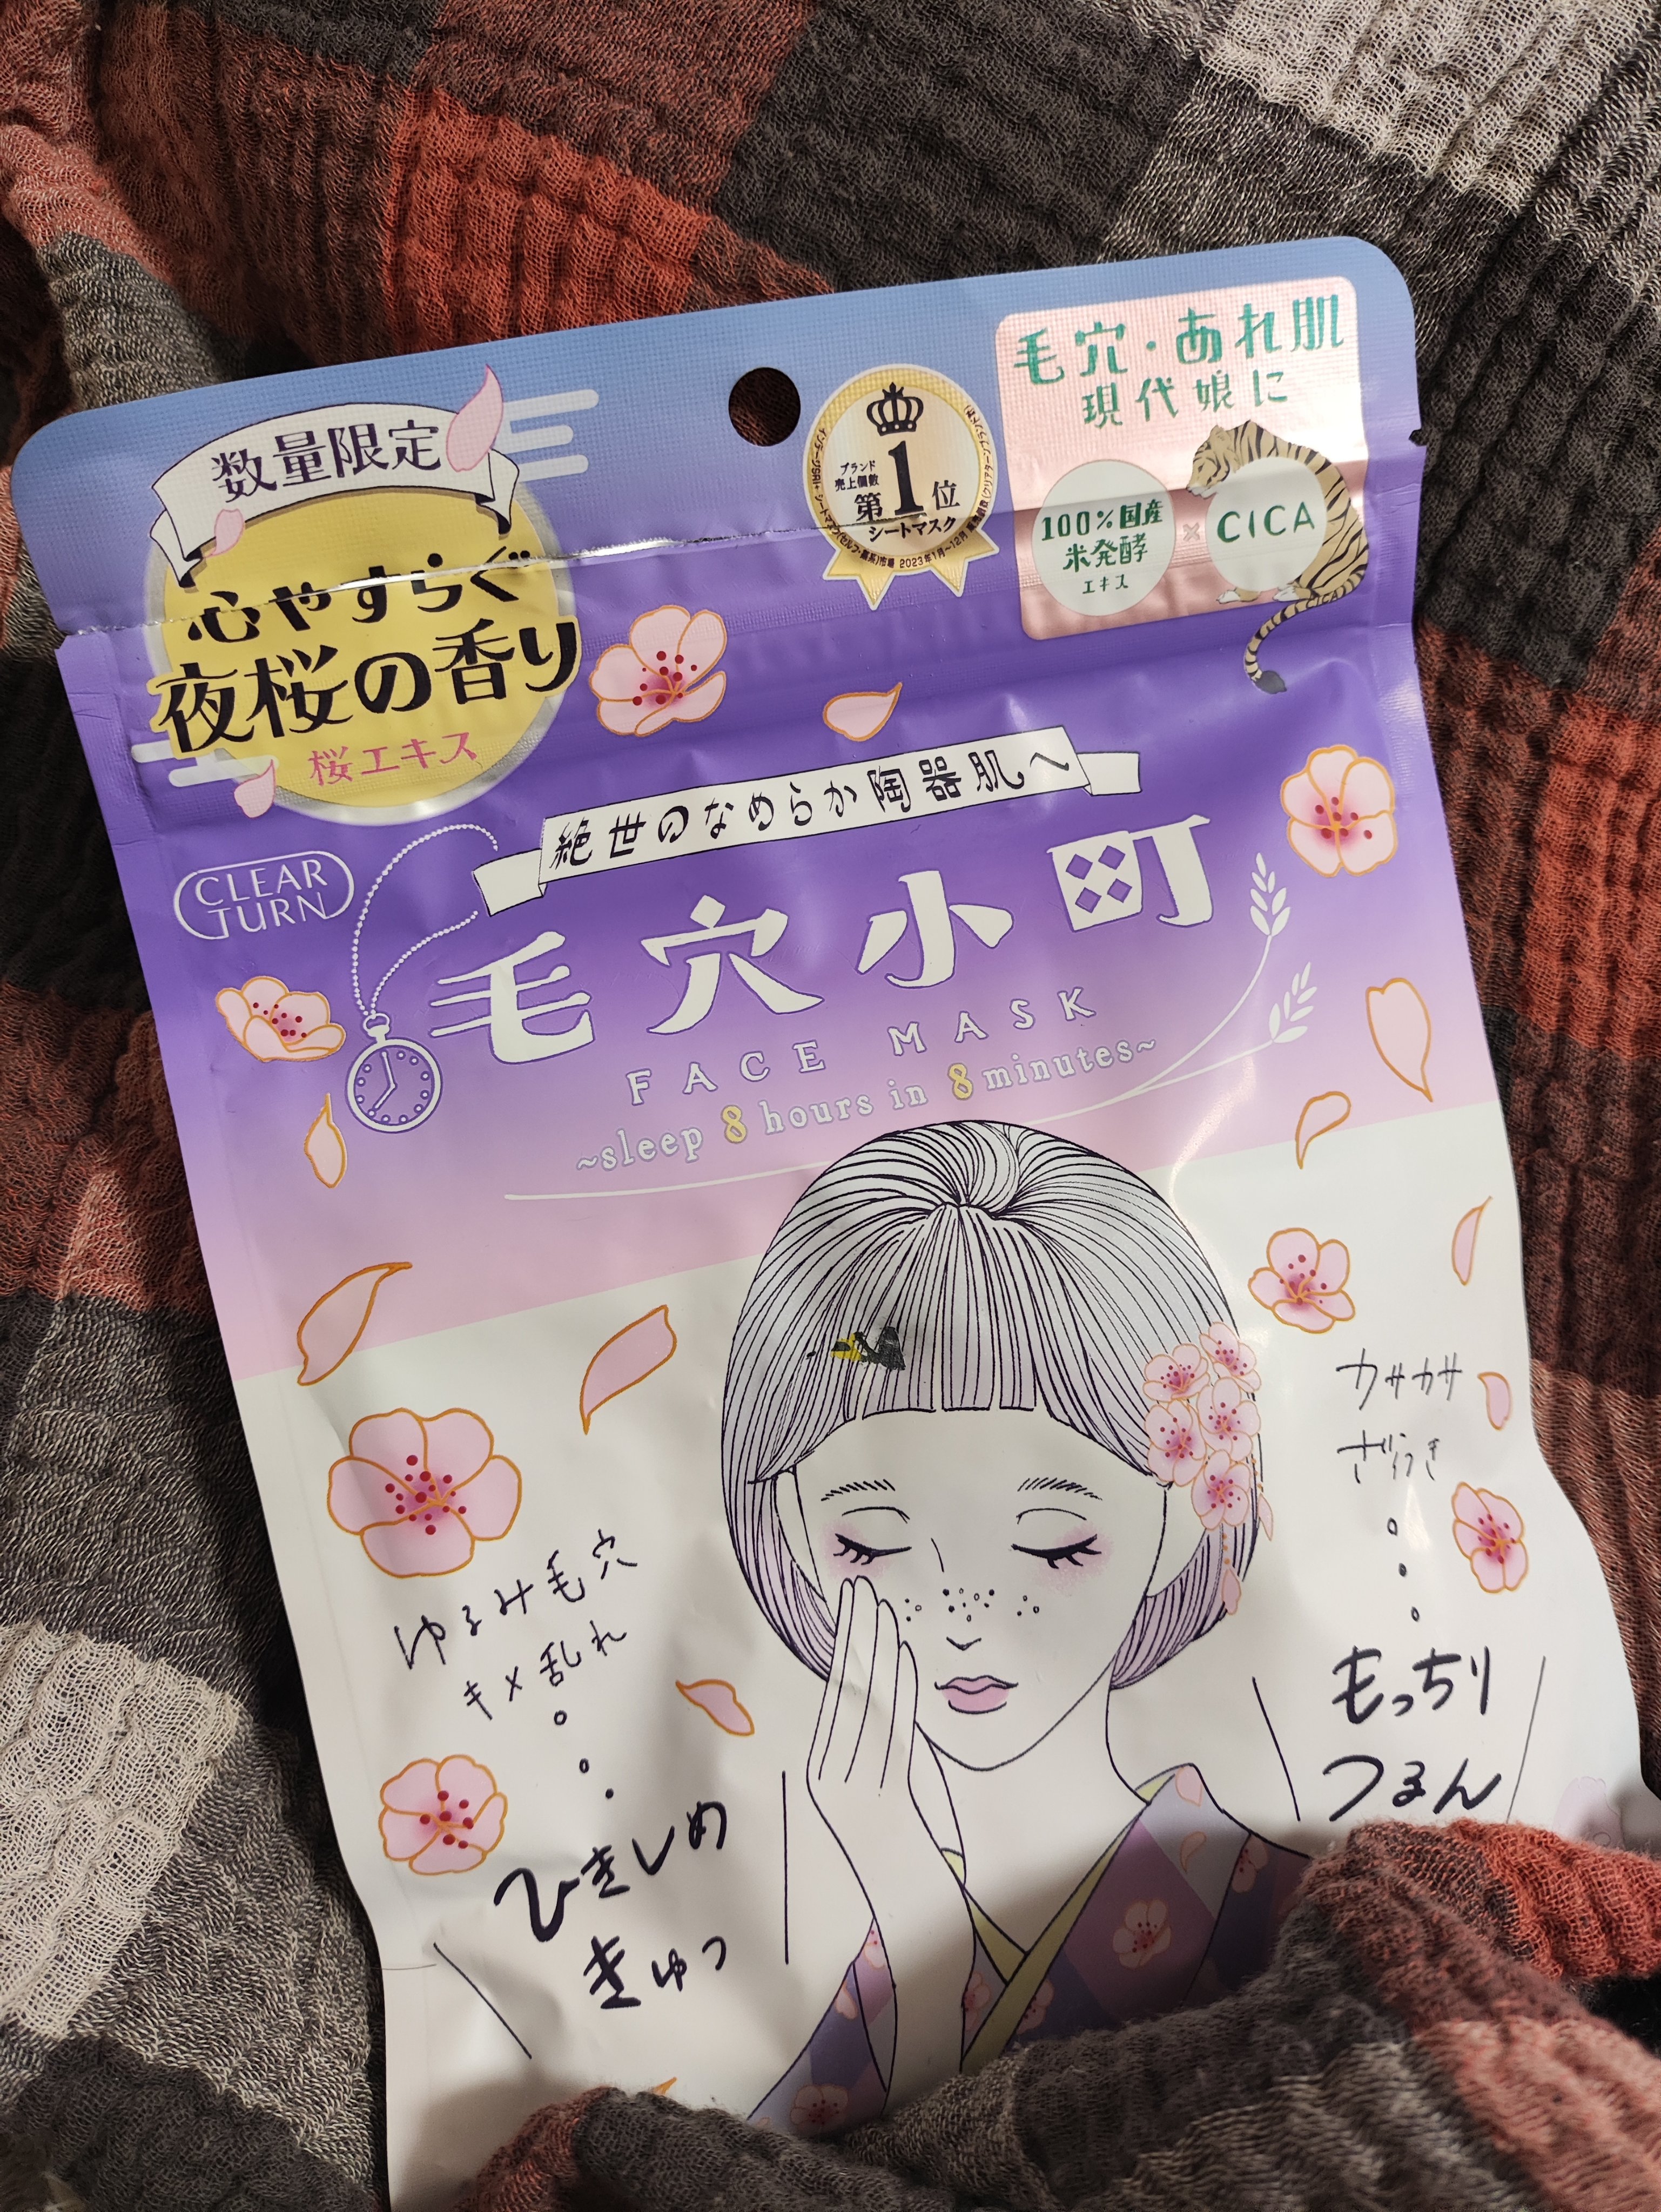 数量限定
心やすらぐ
夜桜の香り
桜エキス
ブランド
売上個数
第1位
シートマスク
毛穴・あれ肌
現代娘に
100%国産
米発酵
エキス
×
CICA
CICA
絶世のなめらか陶器肌へ
CLEAR
TURN
毛穴小町
FACE MASK
~sleep 8 hours in 8 minutes~
ゆるみ毛穴
キメ乱れ
ひきしめ
きゅっ
カサカサ
ざらつき
もっちり
つるん